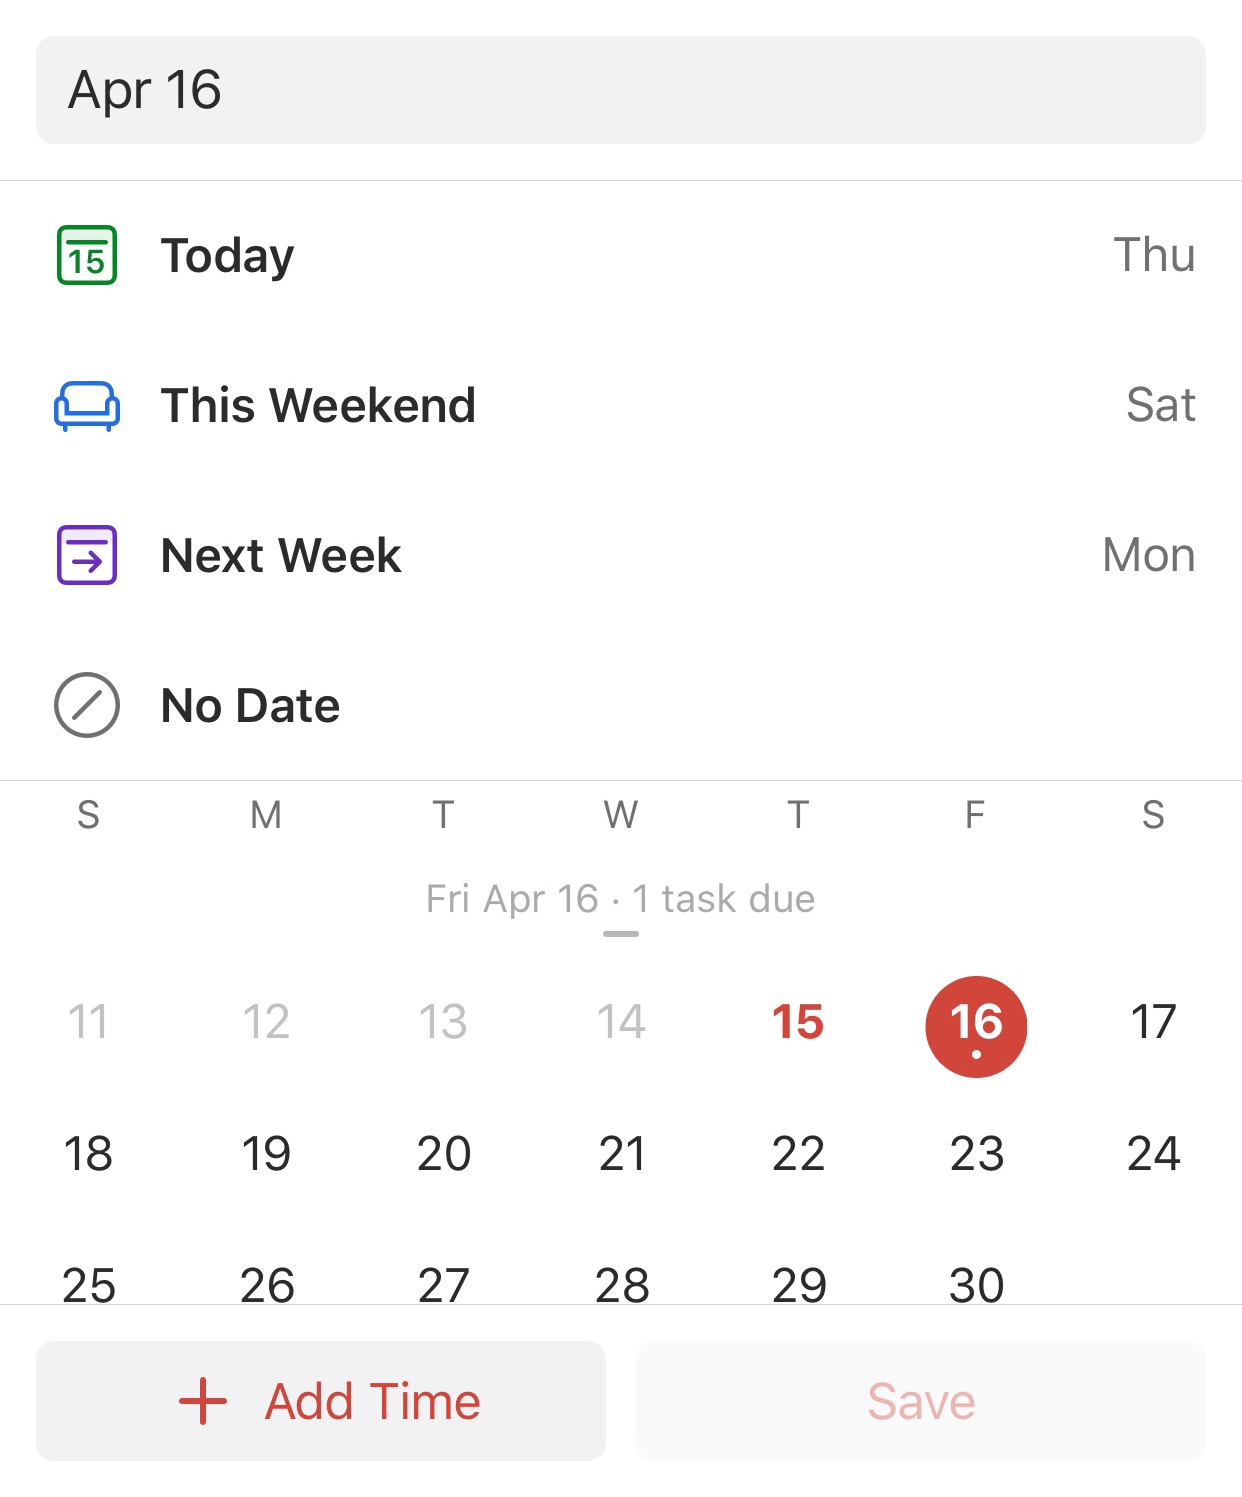 Apr 16
15 Today Thu
This Weekend Sat
Next Week Mon
No Date
S M T W T F S
Fri Apr 16 · 1 task due
11 12 13 14 15 16 17
18 19 20 21 22 23 24
25 26 27 28 29 30
Add Time Save